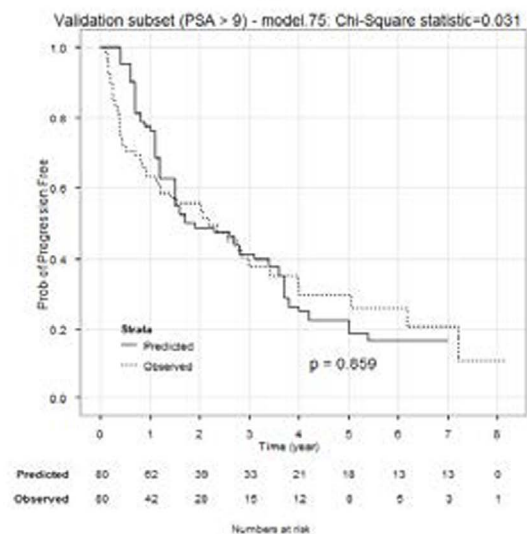 Validation subset (PSA > 9) - model.75: Chi-Square statistic=0.031
Prob of Progression Free
1.0
0.8
0.6
0.4
0.2
0.0
Strata
Predicted
Observed
p = 0.859
0 1 2 3 4 5 6 7 8
Time (year)
Predicted 80 62 39 33 21 18 13 13 0
Observed 80 42 28 16 12 8 5 3 1
Numbers at risk